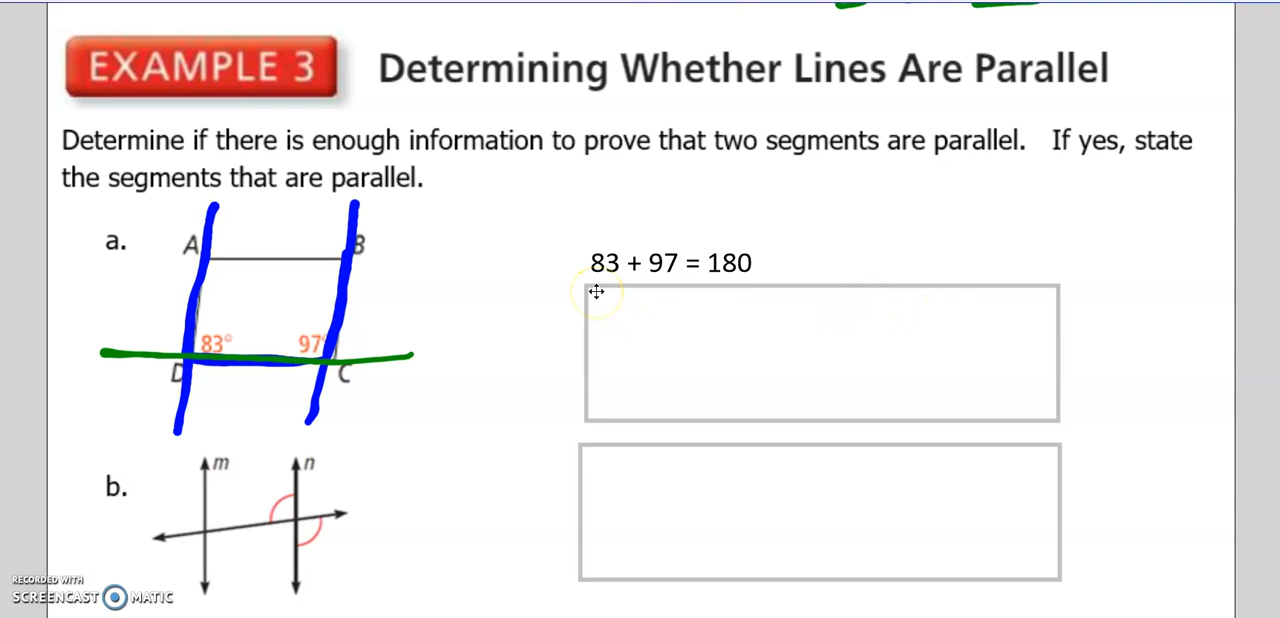 EXAMPLE 3 Determining Whether Lines Are Parallel
Determine if there is enough information to prove that two segments are parallel. If yes, state
the segments that are parallel.
a.
A
B
83°
97°
D
C
83 + 97 = 180
b.
m
n
RECORDED WITH
SCREENCAST MATIC